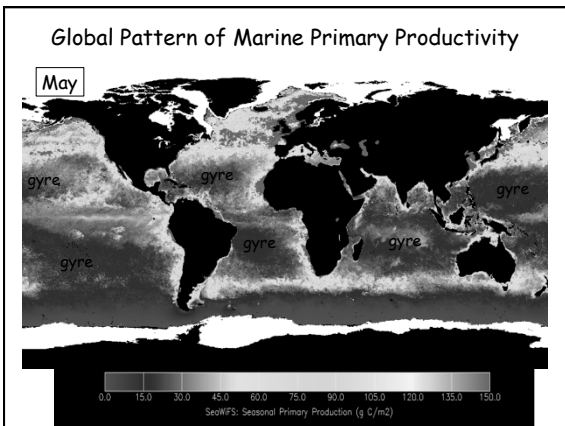 Global Pattern of Marine Primary Productivity
May
gyre
gyre
gyre
gyre
gyre
gyre
0.0 15.0 30.0 45.0 60.0 75.0 90.0 105.0 120.0 135.0 150.0
SeaWiFS: Seasonal Primary Production (g C/m2)